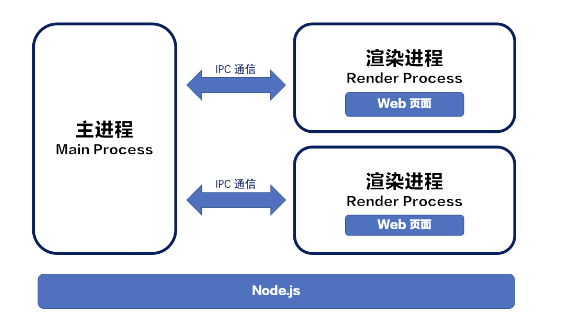 主进程
Main Process
IPC 通信
IPC 通信
渲染进程
Render Process
Web 页面
渲染进程
Render Process
Web 页面
Node.js